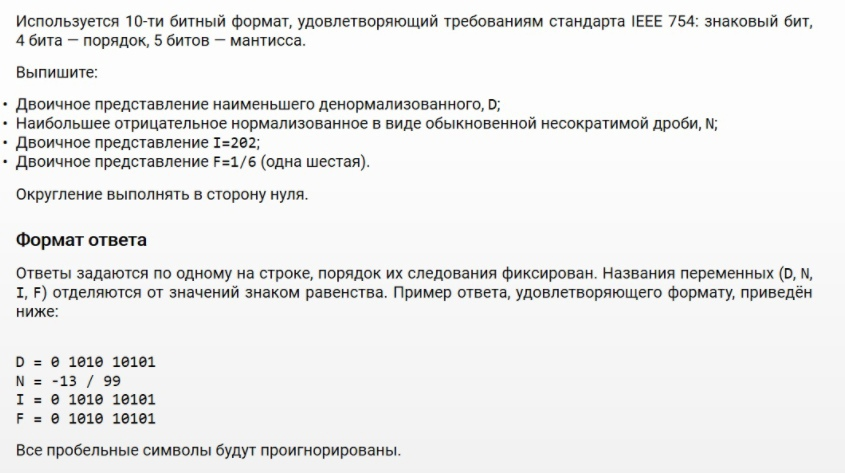 Используется 10-ти битный формат, удовлетворяющий требованиям стандарта IEEE 754: знаковый бит,
4 бита — порядок, 5 битов — мантисса.
Выпишите:
• Двоичное представление наименьшего денормализованного, D;
• Наибольшее отрицательное нормализованное в виде обыкновенной несократимой дроби, N;
• Двоичное представление I=202;
• Двоичное представление F=1/6 (одна шестая).
Округление выполнять в сторону нуля.
Формат ответа
Ответы задаются по одному на строке, порядок их следования фиксирован. Названия переменных (D, N,
I, F) отделяются от значений знаком равенства. Пример ответа, удовлетворяющего формату, приведён
ниже:
D = 0 1010 10101
N = -13 / 99
I = 0 1010 10101
F = 0 1010 10101
Все пробельные символы будут проигнорированы.